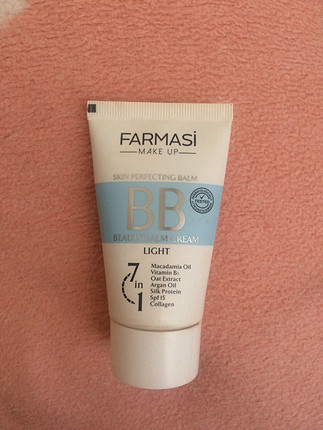 FARMASİ
MAKE UP
SKIN PERFECTING BALM
TESTED
BB
BEAUTY BALM CREAM
LIGHT
7 in 1
Macadamia Oil
Vitamin B5
Oat Extract
Argan Oil
Silk Protein
Spf 15
Collagen